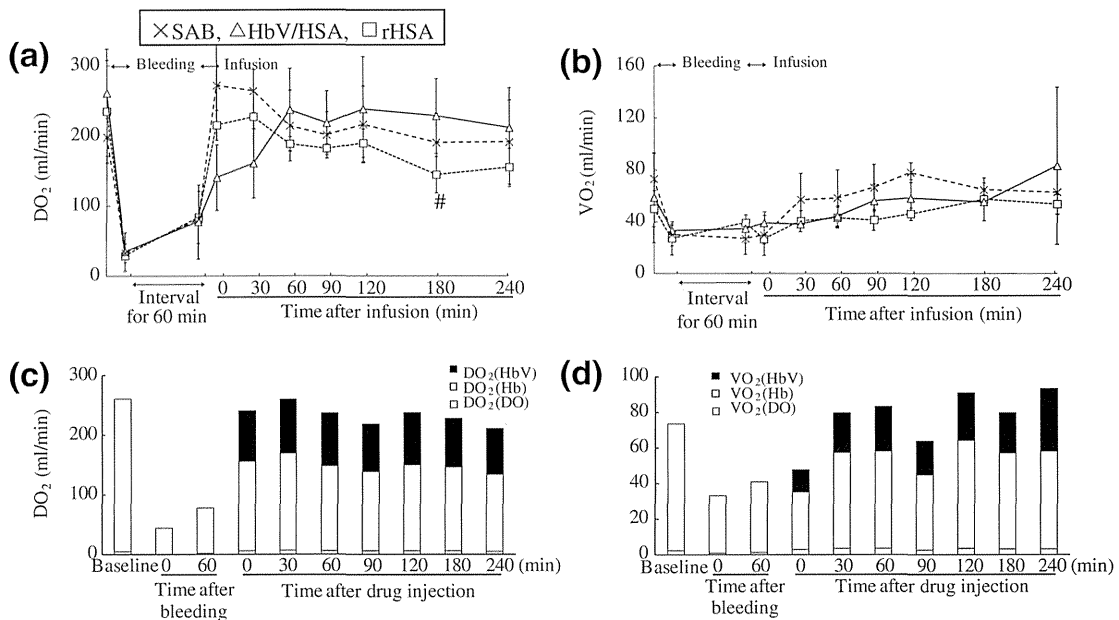 SAB, HbV/HSA, rHSA
(a)
300
200
100
0
DO2 (ml/min)
Bleeding
Infusion
Interval
for 60 min
0 30 60 90 120 180 240
Time after infusion (min)
#
(b)
160
120
80
40
0
VO2 (ml/min)
Bleeding
Infusion
Interval
for 60 min
0 30 60 90 120 180 240
Time after infusion (min)
(c)
300
200
100
0
DO2 (ml/min)
DO2(HbV)
DO2(Hb)
DO2(DO)
Baseline 0 60 0 30 60 90 120 180 240 (min)
Time after
bleeding
Time after drug injection
(d)
100
80
60
40
20
0
VO2(HbV)
VO2(Hb)
VO2(DO)
Baseline 0 60 0 30 60 90 120 180 240 (min)
Time after
bleeding
Time after drug injection